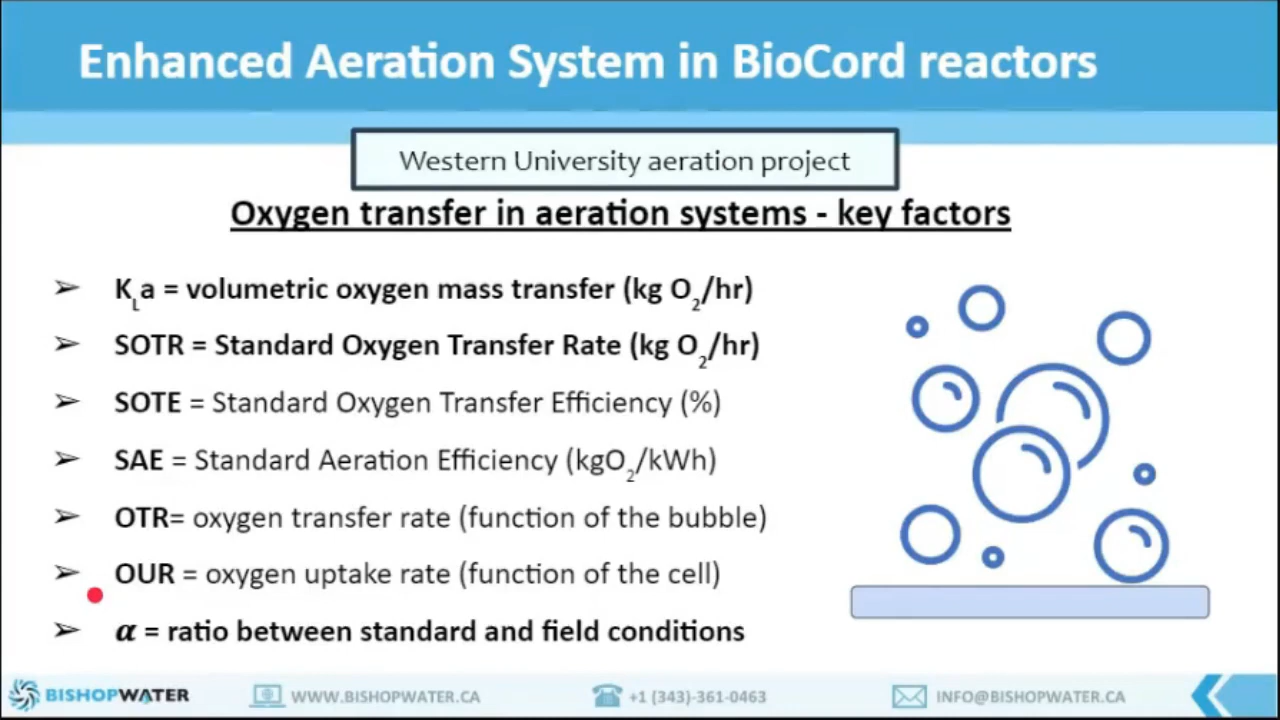 Enhanced Aeration System in BioCord reactors
Western University aeration project
Oxygen transfer in aeration systems - key factors
➢ KLa = volumetric oxygen mass transfer (kg O2/hr)
➢ SOTR = Standard Oxygen Transfer Rate (kg O2/hr)
➢ SOTE = Standard Oxygen Transfer Efficiency (%)
➢ SAE = Standard Aeration Efficiency (kgO2/kWh)
➢ OTR= oxygen transfer rate (function of the bubble)
➢ OUR = oxygen uptake rate (function of the cell)
➢ α = ratio between standard and field conditions
BISHOPWATER WWW.BISHOPWATER.CA +1 (343)-361-0463 INFO@BISHOPWATER.CA